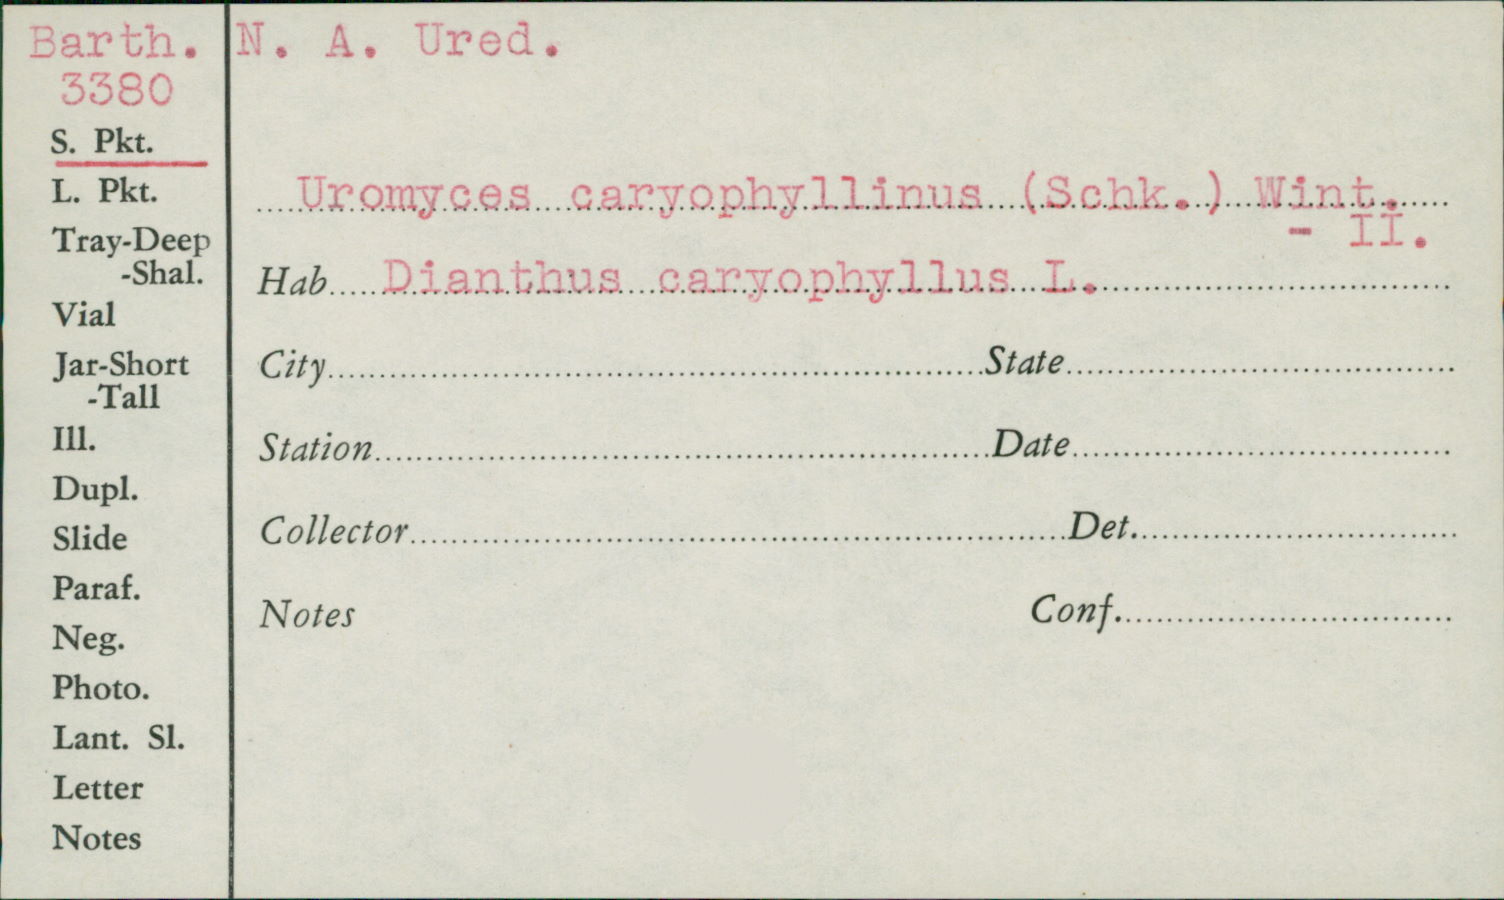 Barth. N. A. Ured.
3380
S. Pkt.
L. Pkt.
Tray-Deep
-Shal.
Vial
Jar-Short
-Tall
Ill.
Dupl.
Slide
Paraf.
Neg.
Photo.
Lant. Sl.
Letter
Notes
Uromyces caryophyllinus (Schk.) Wint.
- II.
Hab. Dianthus caryophyllus L.
City State
Station Date
Collector Det.
Notes Conf.